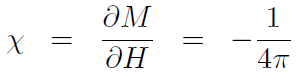 χ = ∂M/∂H = −1/4π